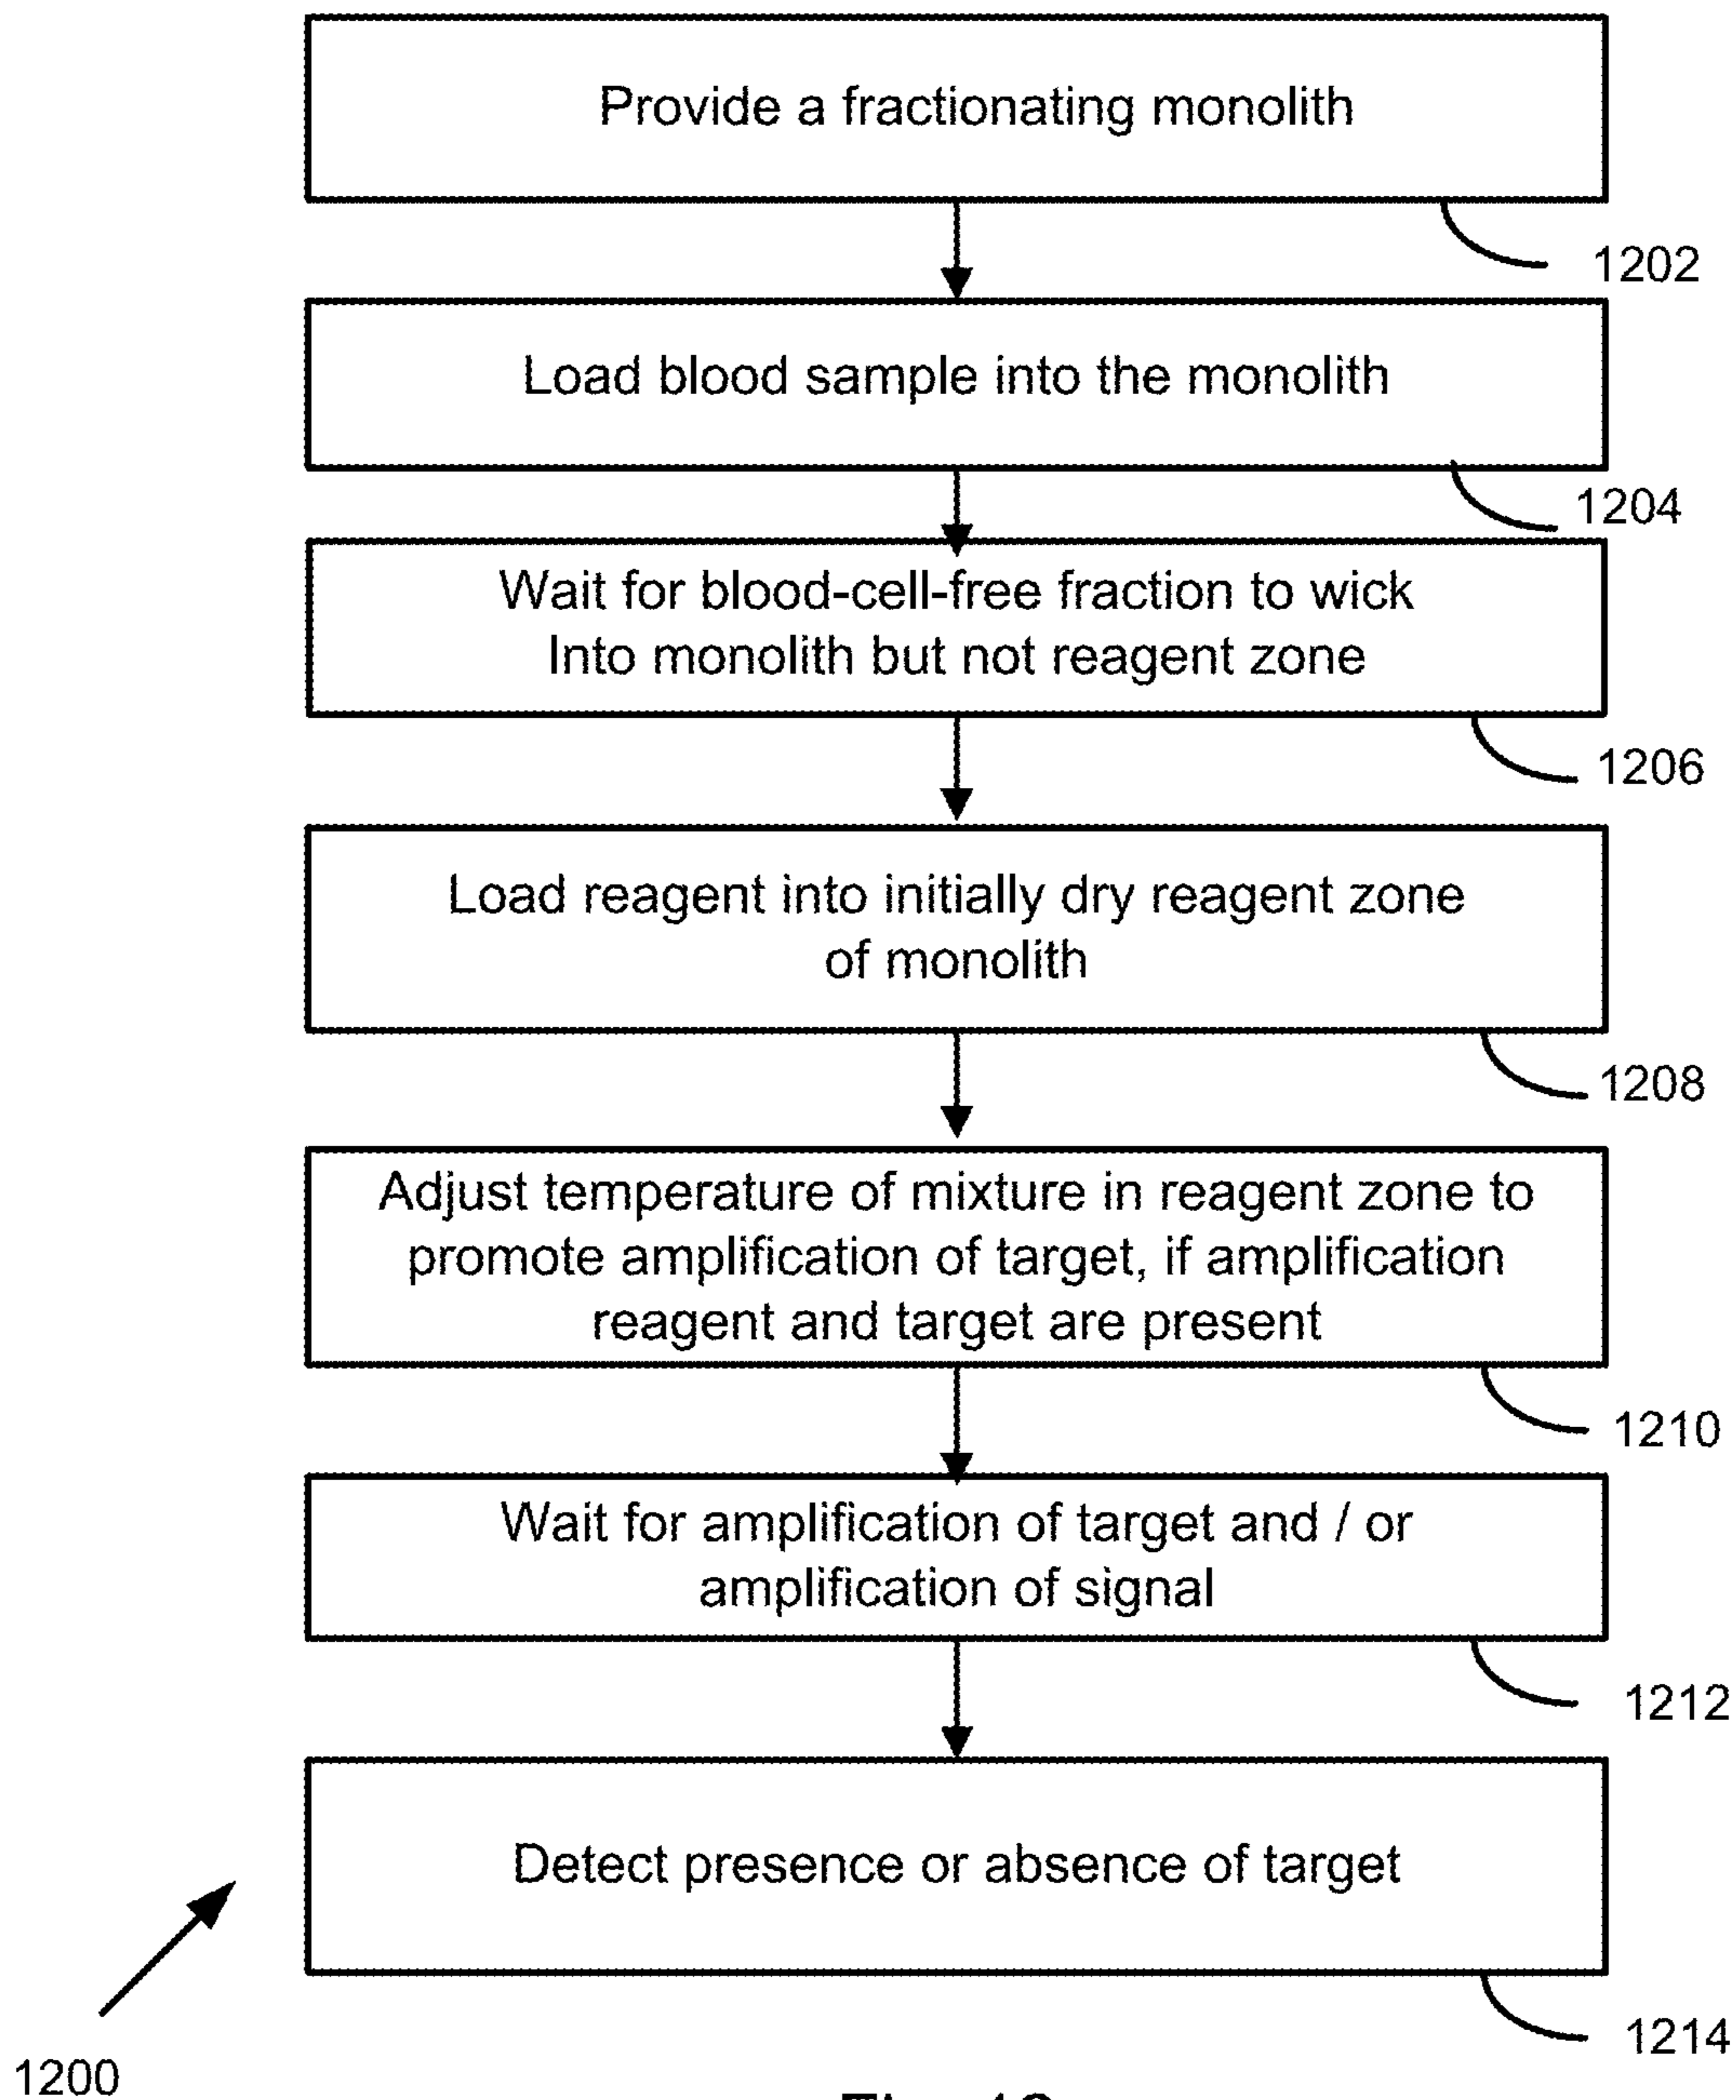 Provide a fractionating monolith
1202
Load blood sample into the monolith
1204
Wait for blood-cell-free fraction to wick
Into monolith but not reagent zone
1206
Load reagent into initially dry reagent zone
of monolith
1208
Adjust temperature of mixture in reagent zone to
promote amplification of target, if amplification
reagent and target are present
1210
Wait for amplification of target and / or
amplification of signal
1212
Detect presence or absence of target
1214
1200